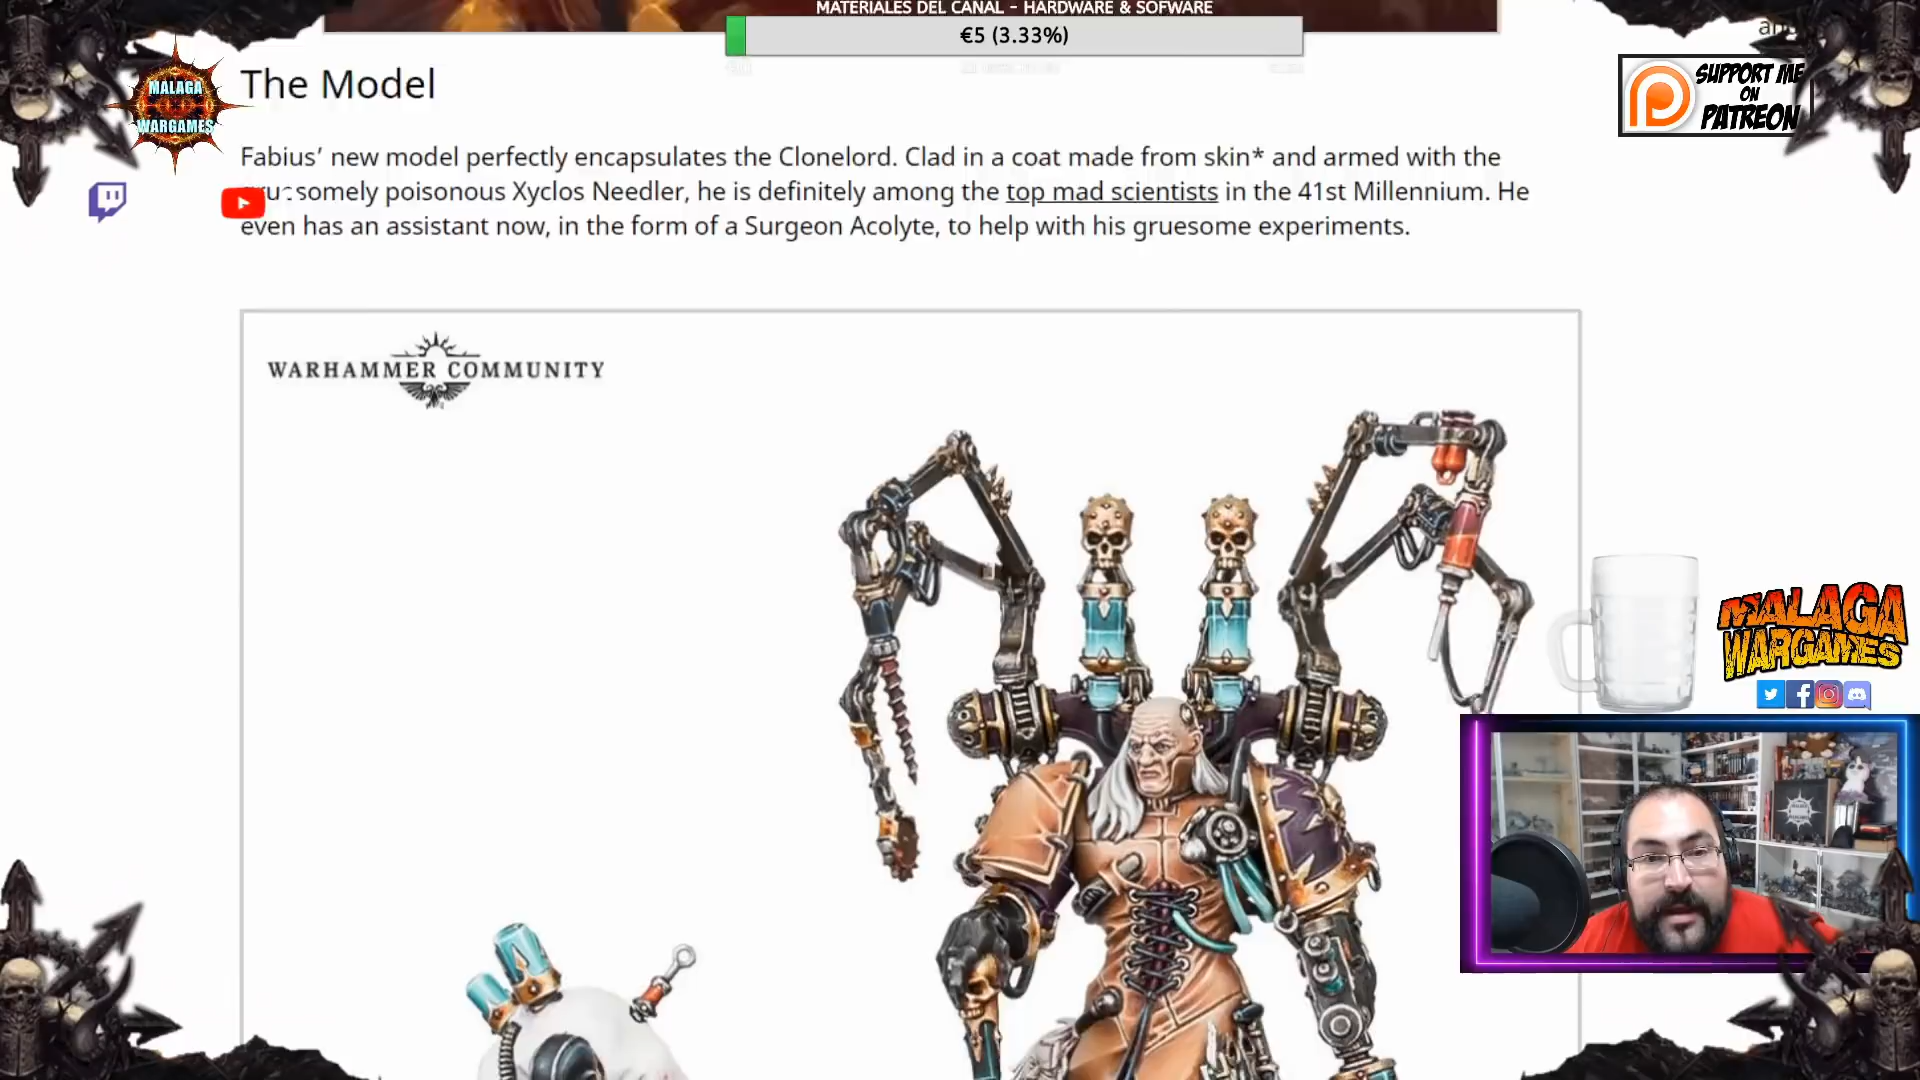 MATERIALES DEL CANAL - HARDWARE & SOFWARE
€5 (3.33%)
MALAGA
WARGAMES
The Model
SUPPORT ME
ON
PATREON
Fabius’ new model perfectly encapsulates the Clonelord. Clad in a coat made from skin* and armed with the
somely poisonous Xyclos Needler, he is definitely among the top mad scientists in the 41st Millennium. He
even has an assistant now, in the form of a Surgeon Acolyte, to help with his gruesome experiments.
WARHAMMER COMMUNITY
MALAGA
WARGAMES